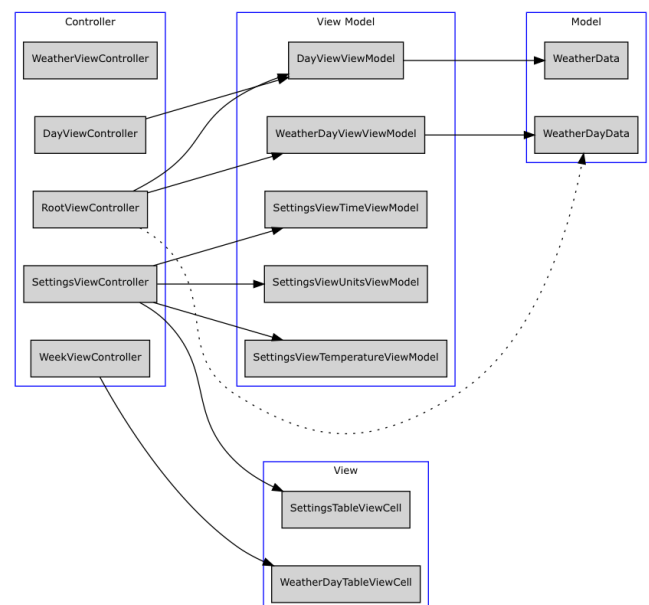 Controller
WeatherViewController
DayViewController
RootViewController
SettingsViewController
WeekViewController
View Model
DayViewViewModel
WeatherDayViewViewModel
SettingsViewTimeViewModel
SettingsViewUnitsViewModel
SettingsViewTemperatureViewModel
Model
WeatherData
WeatherDayData
View
SettingsTableViewCell
WeatherDayTableViewCell